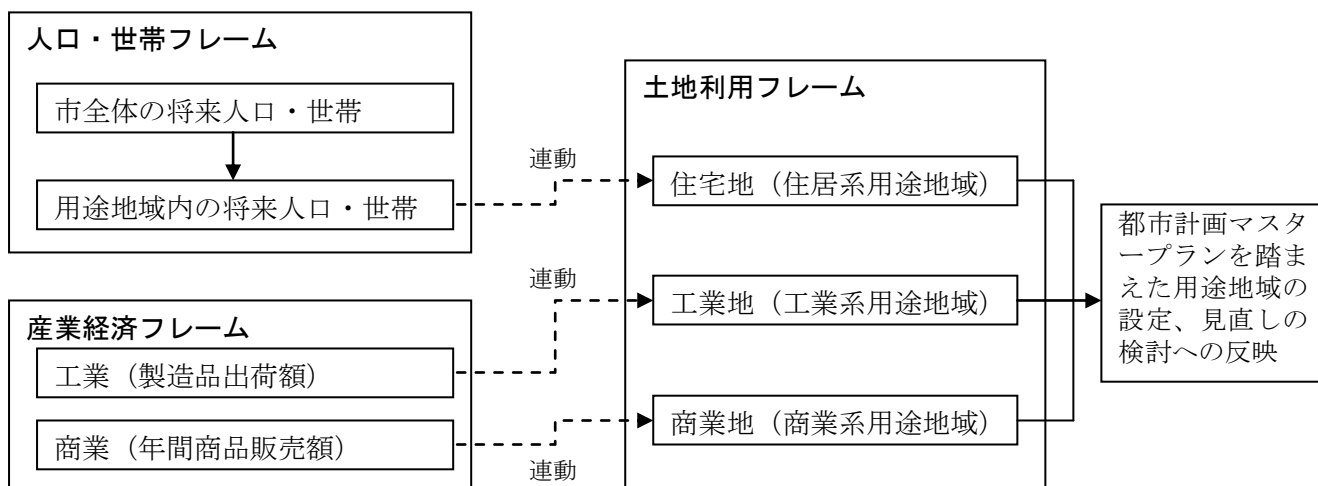 人口・世帯フレーム
市全体の将来人口・世帯
用途地域内の将来人口・世帯
産業経済フレーム
工業（製造品出荷額）
商業（年間商品販売額）
連動
連動
連動
土地利用フレーム
住宅地（住居系用途地域）
工業地（工業系用途地域）
商業地（商業系用途地域）
都市計画マスタ
ープランを踏ま
えた用途地域の
設定、見直しの
検討への反映